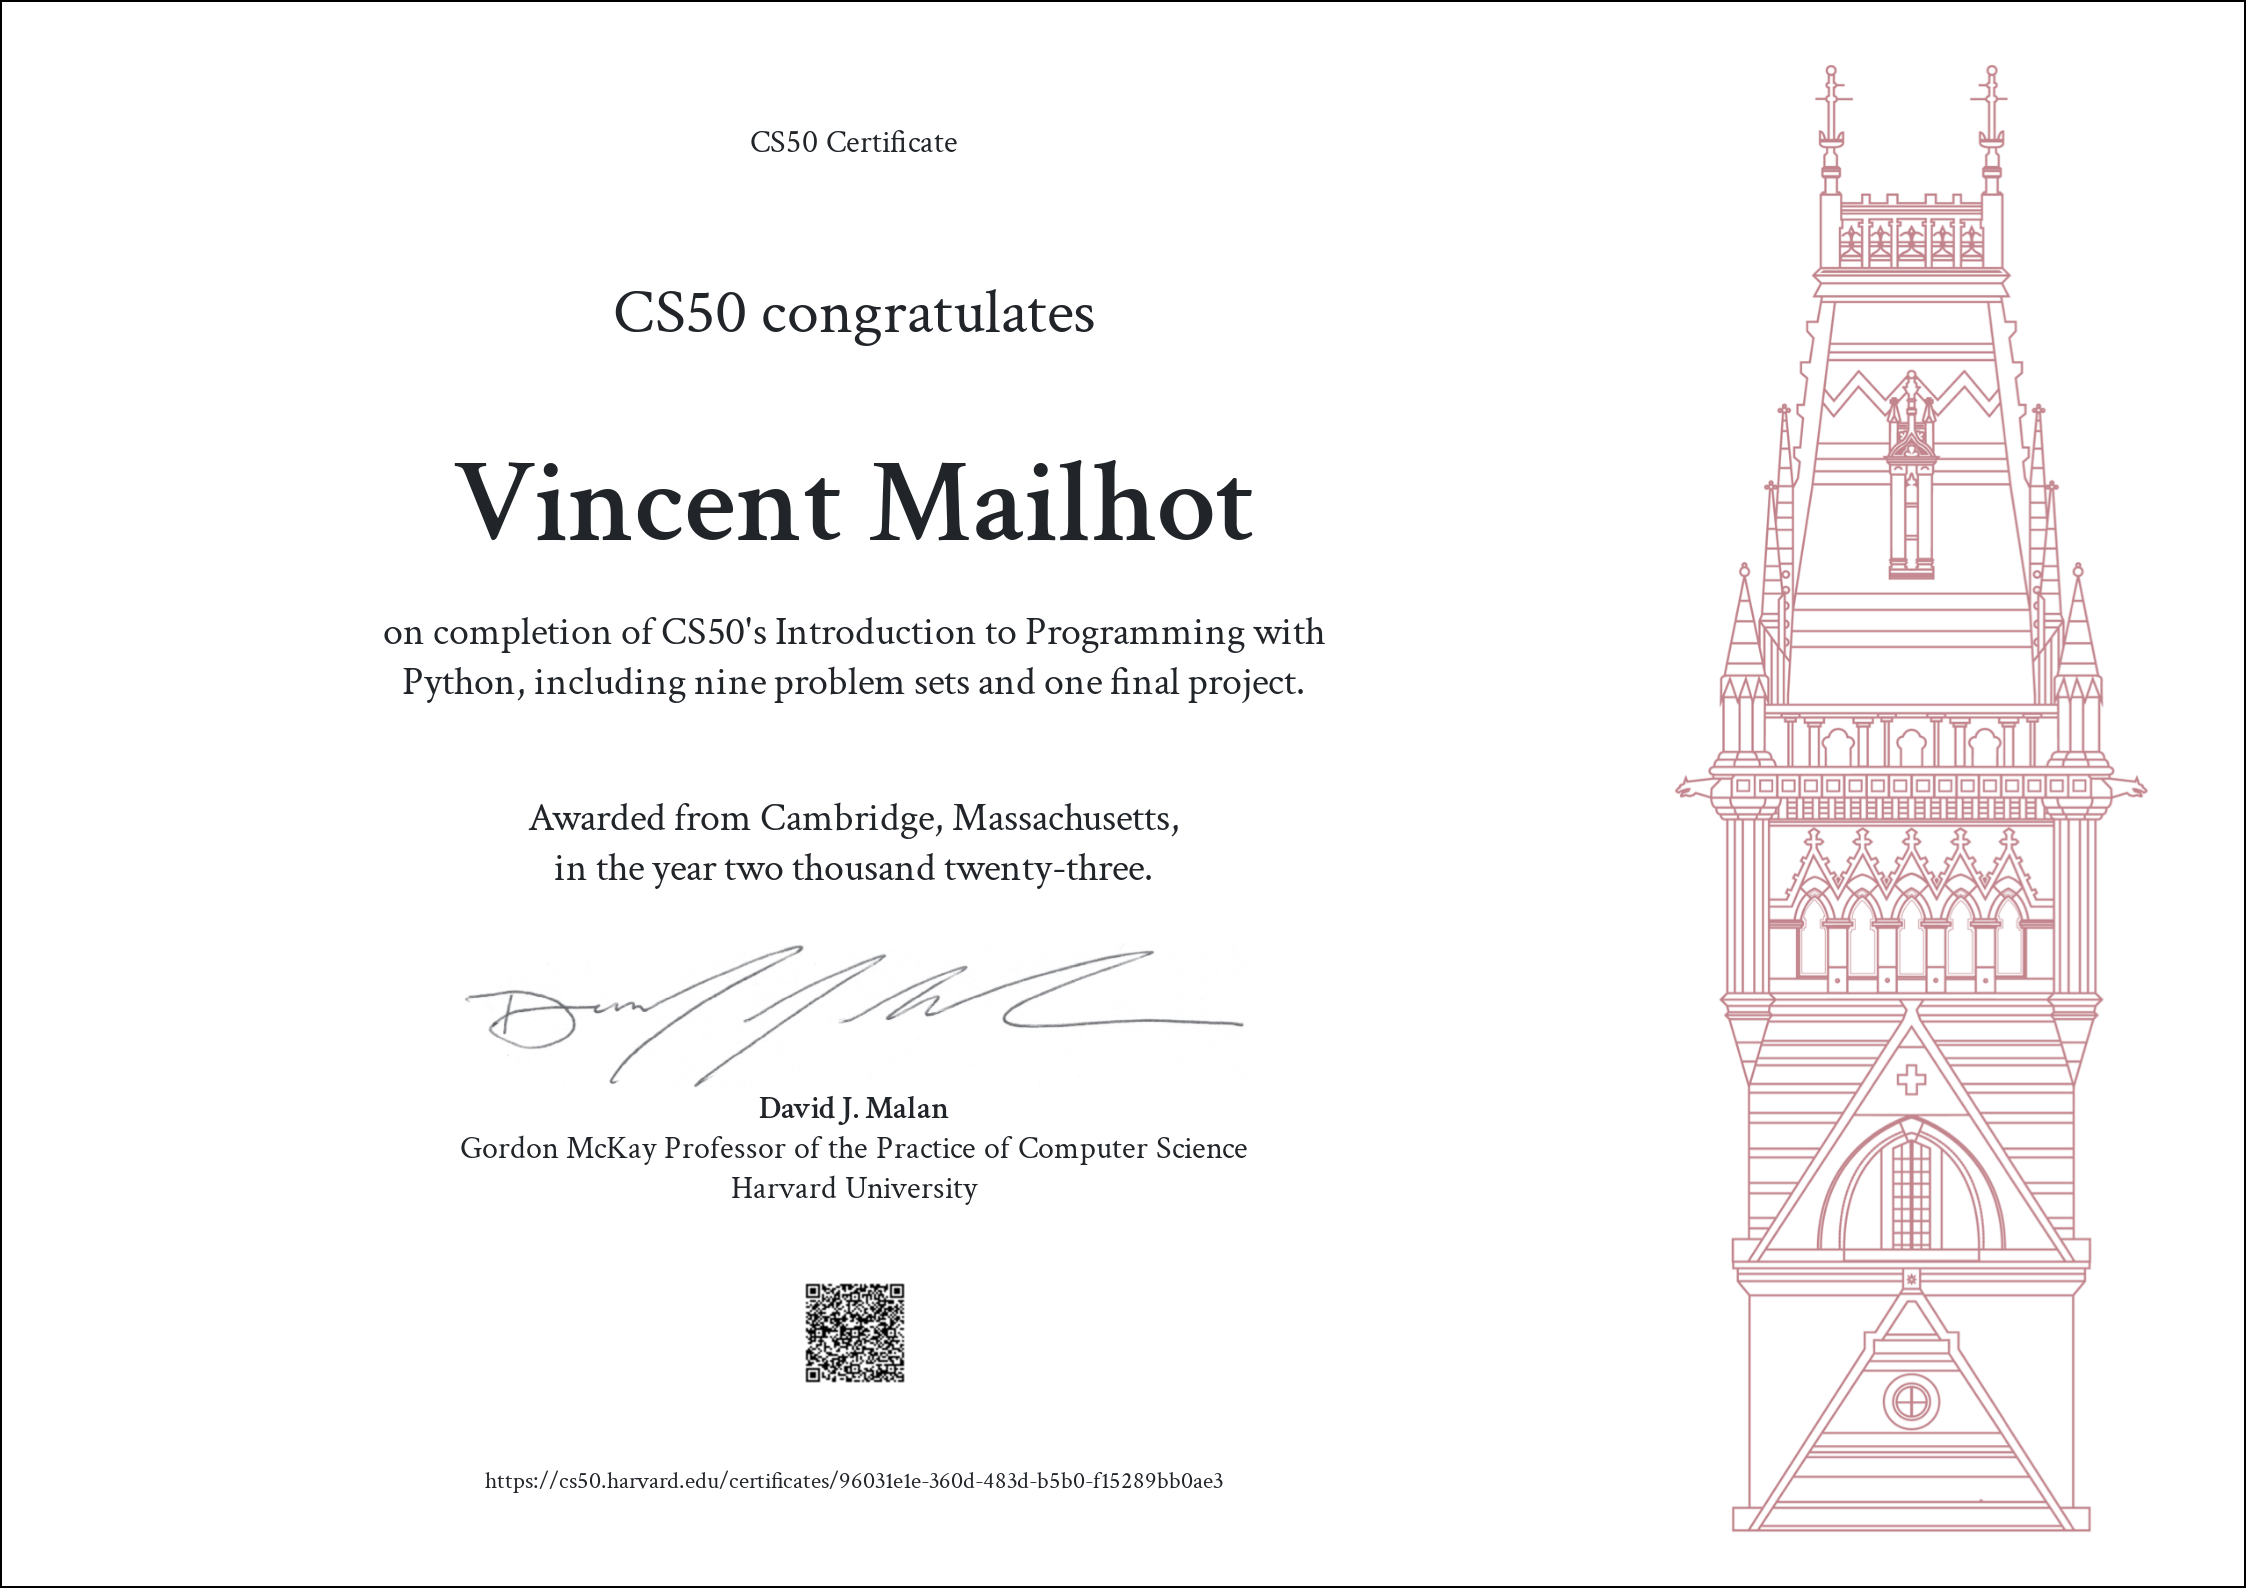 CS50 Certificate
CS50 congratulates
Vincent Mailhot
on completion of CS50's Introduction to Programming with
Python, including nine problem sets and one final project.
Awarded from Cambridge, Massachusetts,
in the year two thousand twenty-three.
David J. Malan
Gordon McKay Professor of the Practice of Computer Science
Harvard University
https://cs50.harvard.edu/certificates/96031e1e-360d-483d-b5b0-f15289bb0ae3